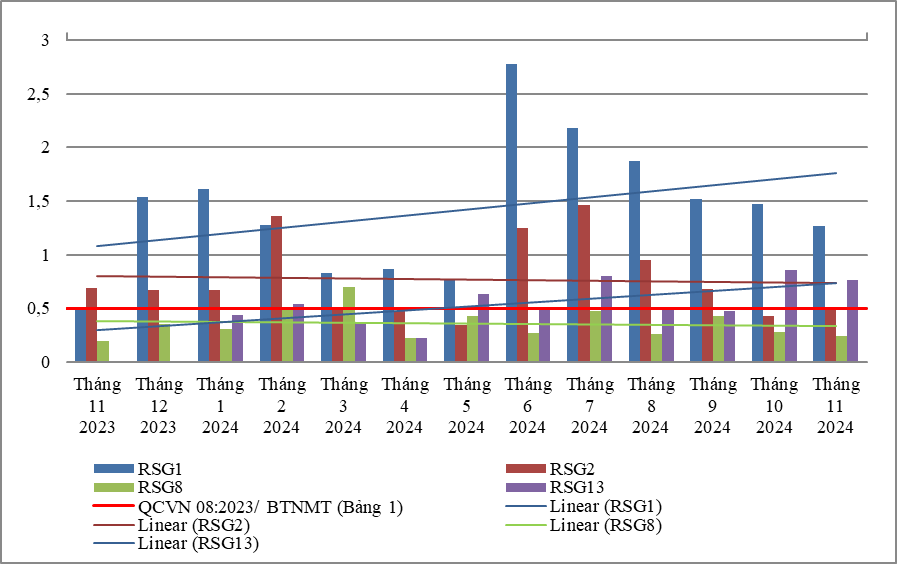 3
2,5
2
1,5
1
0,5
0
Tháng 11 2023
Tháng 12 2023
Tháng 1 2024
Tháng 2 2024
Tháng 3 2024
Tháng 4 2024
Tháng 5 2024
Tháng 6 2024
Tháng 7 2024
Tháng 8 2024
Tháng 9 2024
Tháng 10 2024
Tháng 11 2024
RSG1
RSG2
RSG8
RSG13
QCVN 08:2023/ BTNMT (Bảng 1)
Linear (RSG1)
Linear (RSG2)
Linear (RSG8)
Linear (RSG13)